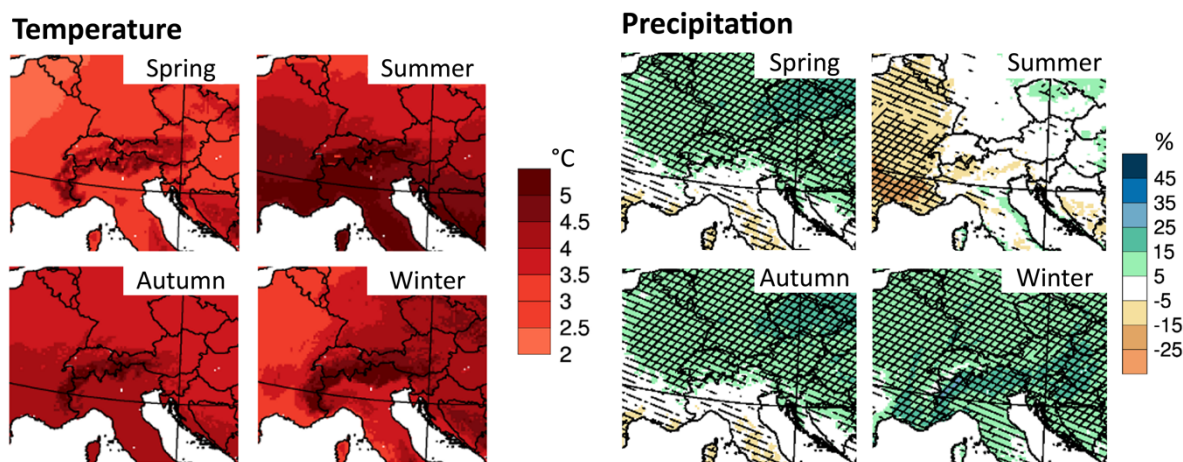 Temperature
Spring
Summer
Autumn
Winter
°C
5
4.5
4
3.5
3
2.5
2
Precipitation
Spring
Summer
Autumn
Winter
%
45
35
25
15
5
-5
-15
-25